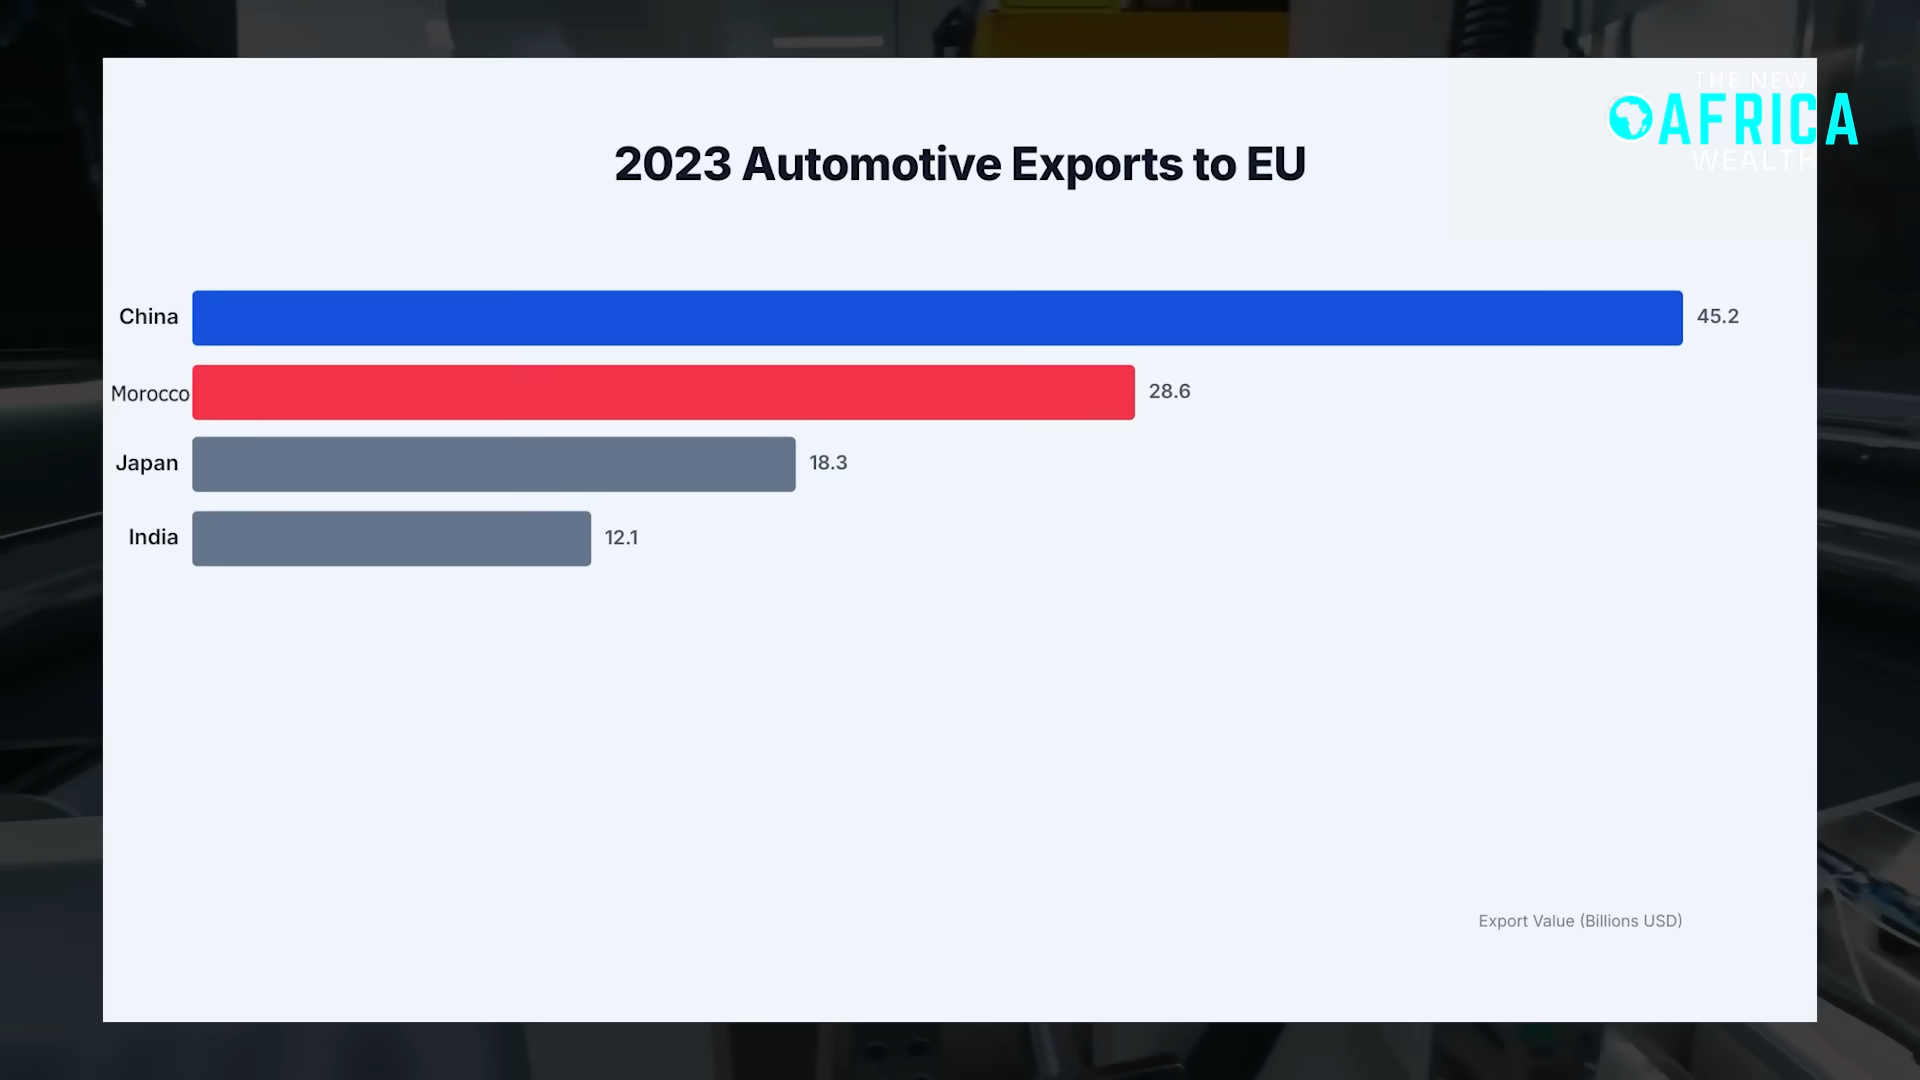 THE NEW
AFRICA
WEALTH
2023 Automotive Exports to EU
China 45.2
Morocco 28.6
Japan 18.3
India 12.1
Export Value (Billions USD)